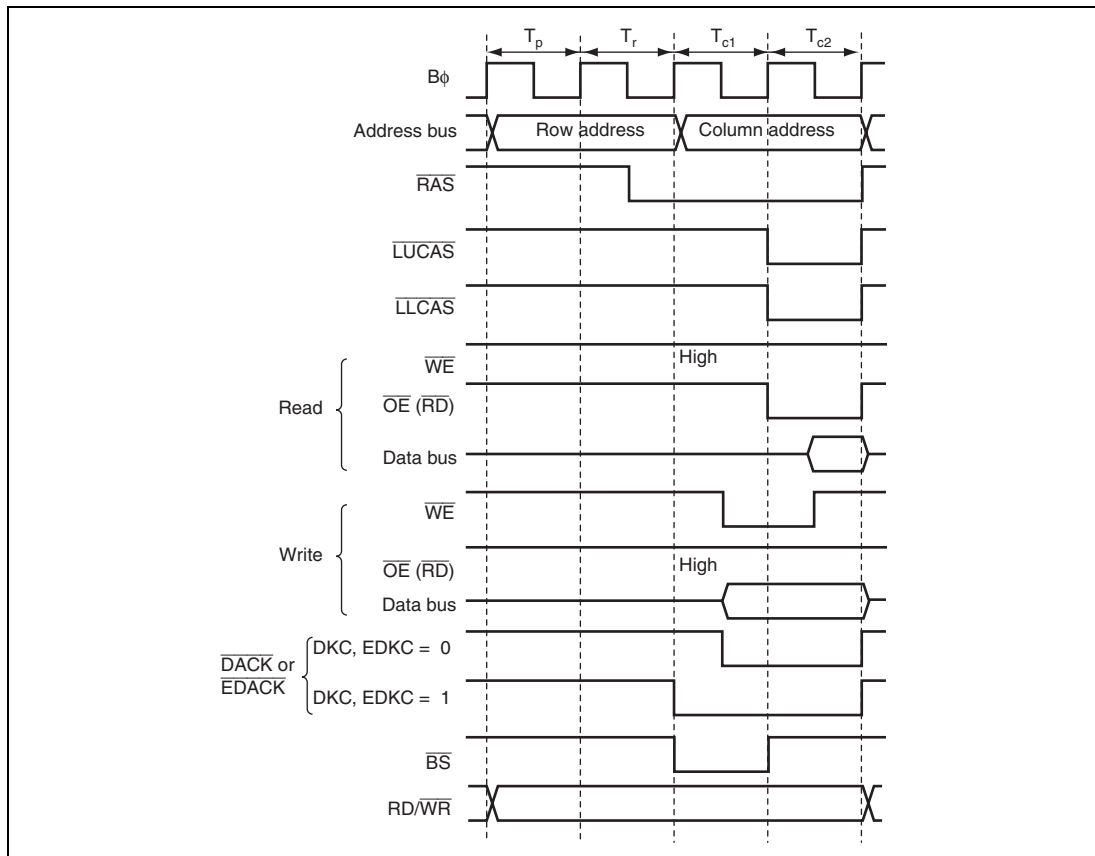 Tp Tr Tc1 Tc2
Bϕ
Address bus Row address Column address
RAS
LUCAS
LLCAS
WE High
Read OE (RD)
Data bus
WE
Write
OE (RD) High
Data bus
DACK or EDACK
DKC, EDKC = 0
DKC, EDKC = 1
BS
RD/WR